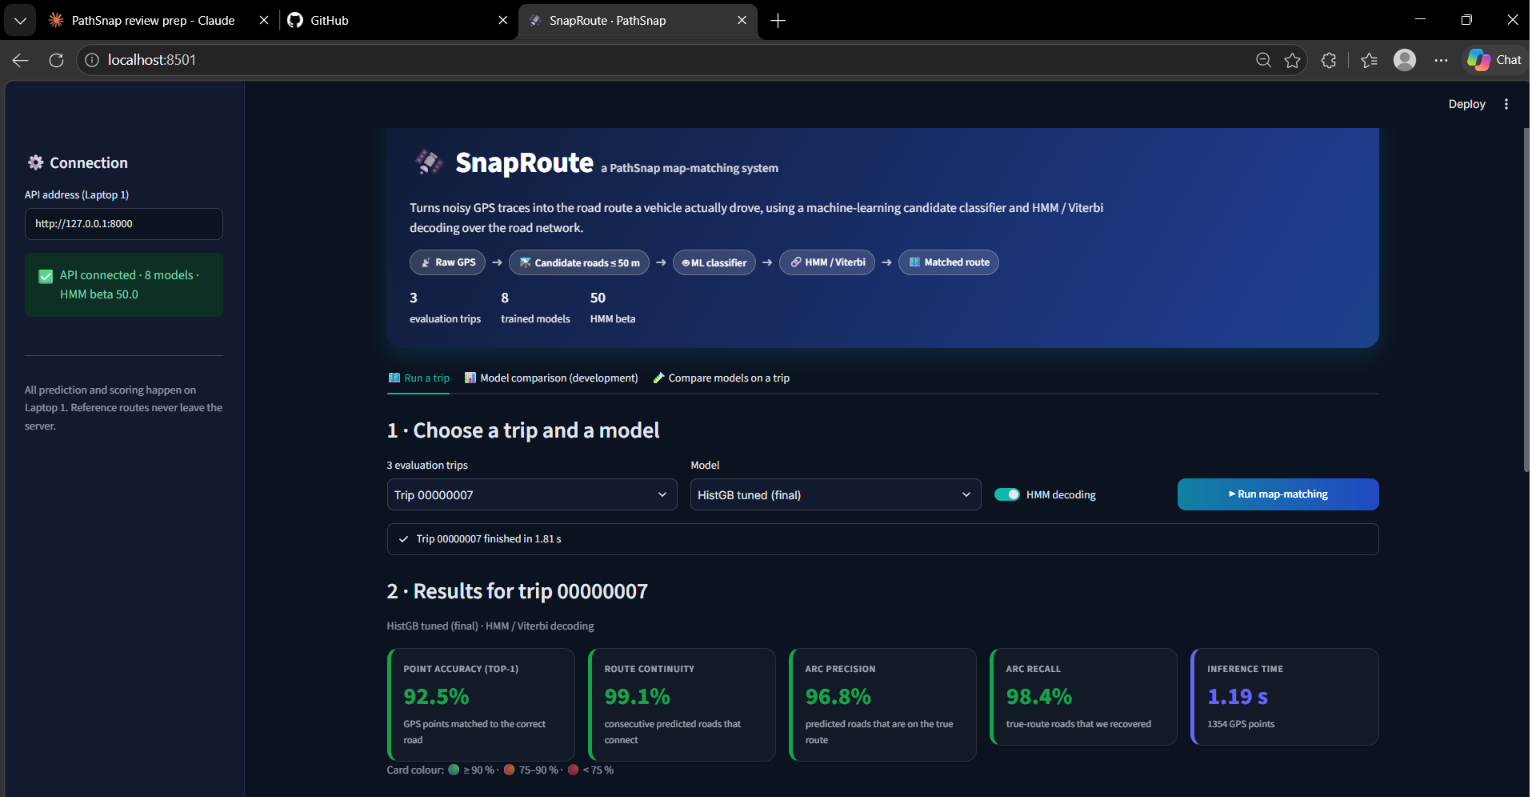 PathSnap review prep - Claude
GitHub
SnapRoute · PathSnap
localhost:8501
Chat
Deploy
Connection
API address (Laptop 1)
http://127.0.0.1:8000
API connected · 8 models ·
HMM beta 50.0
All prediction and scoring happen on
Laptop 1. Reference routes never leave the
server.
SnapRoute a PathSnap map-matching system
Turns noisy GPS traces into the road route a vehicle actually drove, using a machine-learning candidate classifier and HMM / Viterbi
decoding over the road network.
Raw GPS → Candidate roads ≤ 50 m → ML classifier → HMM / Viterbi → Matched route
3 8 50
evaluation trips trained models HMM beta
Run a trip Model comparison (development) Compare models on a trip
1 · Choose a trip and a model
3 evaluation trips Model
Trip 00000007 HistGB tuned (final) HMM decoding Run map-matching
Trip 00000007 finished in 1.81 s
2 · Results for trip 00000007
HistGB tuned (final) · HMM / Viterbi decoding
POINT ACCURACY (TOP-1)
92.5%
GPS points matched to the correct
road
ROUTE CONTINUITY
99.1%
consecutive predicted roads that
connect
ARC PRECISION
96.8%
predicted roads that are on the true
route
ARC RECALL
98.4%
true-route roads that we recovered
INFERENCE TIME
1.19 s
1354 GPS points
Card colour: ≥ 90 % · 75–90 % · < 75 %